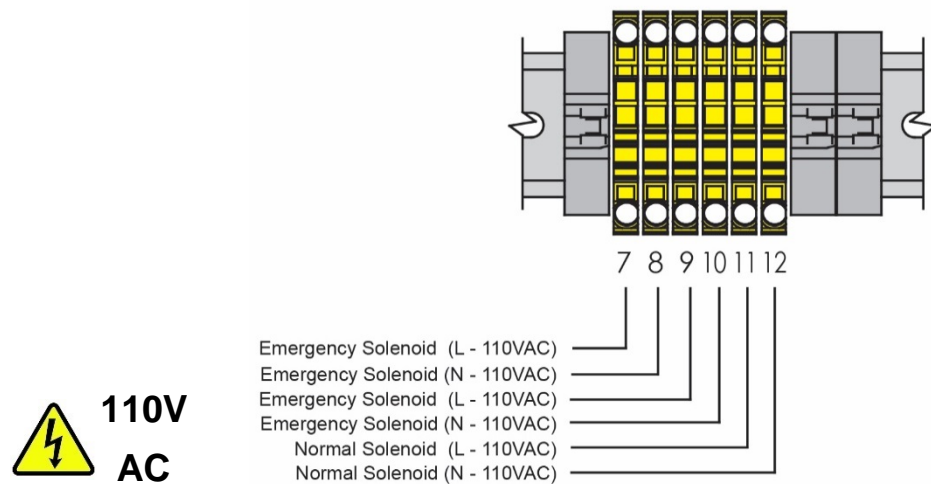 7 8 9 10 11 12
Emergency Solenoid (L - 110VAC)
Emergency Solenoid (N - 110VAC)
Emergency Solenoid (L - 110VAC)
Emergency Solenoid (N - 110VAC)
Normal Solenoid (L - 110VAC)
Normal Solenoid (N - 110VAC)
110V
AC